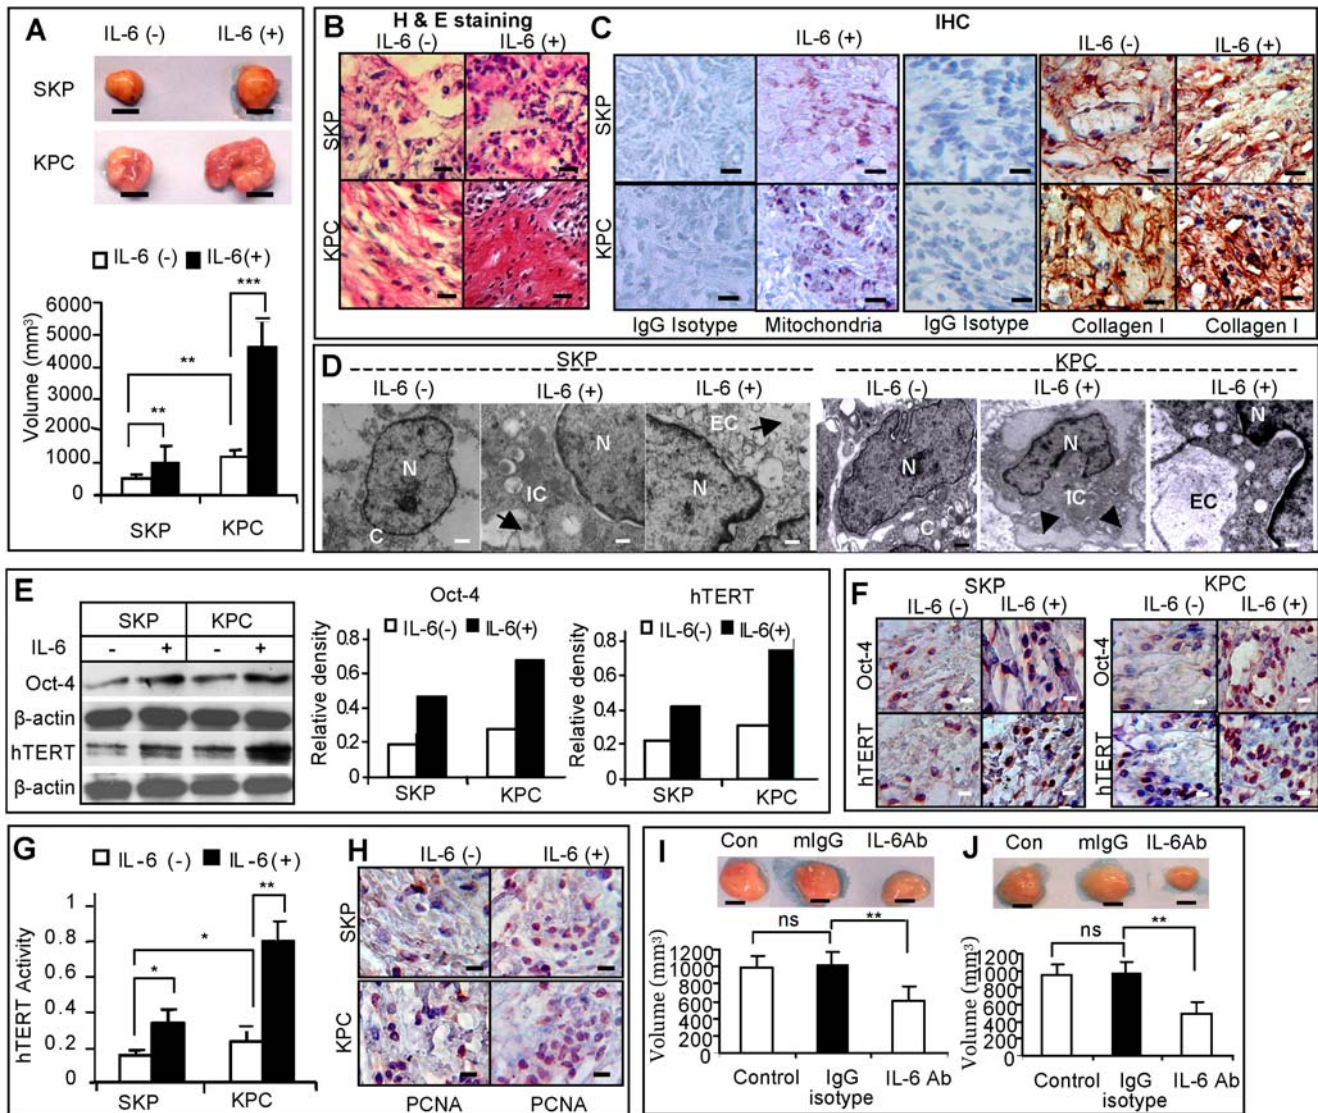 A
IL-6 (-) IL-6 (+)
SKP
KPC
IL-6 (-) IL-6(+)
Volume (mm³)
6000
5000
4000
3000
2000
1000
0
** ** ***
SKP KPC
B
H & E staining
IL-6 (-) IL-6 (+)
SKP
KPC
C
IHC
IL-6 (+) IL-6 (-) IL-6 (+)
SKP
KPC
IgG Isotype Mitochondria IgG Isotype Collagen I Collagen I
D
SKP KPC
IL-6 (-) IL-6 (+) IL-6 (+) IL-6 (-) IL-6 (+) IL-6 (+)
N C N IC EC N N C N IC N EC
E
SKP KPC
IL-6 - + - +
Oct-4
β-actin
hTERT
β-actin
Oct-4
IL-6(-) IL-6(+)
Relative density
0.8
0.6
0.4
0.2
0
SKP KPC
hTERT
IL-6(-) IL-6(+)
Relative density
0.8
0.6
0.4
0.2
0
SKP KPC
F
SKP KPC
IL-6 (-) IL-6 (+) IL-6 (-) IL-6 (+)
Oct-4 Oct-4
hTERT hTERT
G
IL-6 (-) IL-6(+)
hTERT Activity
1
0.8
0.6
0.4
0.2
0
* * **
SKP KPC
H
IL-6 (-) IL-6 (+)
SKP
KPC
PCNA PCNA
I
Con mIgG IL-6Ab
ns **
Volume (mm³)
1200
1000
800
600
400
200
0
Control IgG isotype IL-6 Ab
J
Con mIgG IL-6Ab
ns **
Volume (mm³)
1200
1000
800
600
400
200
0
Control IgG isotype IL-6 Ab